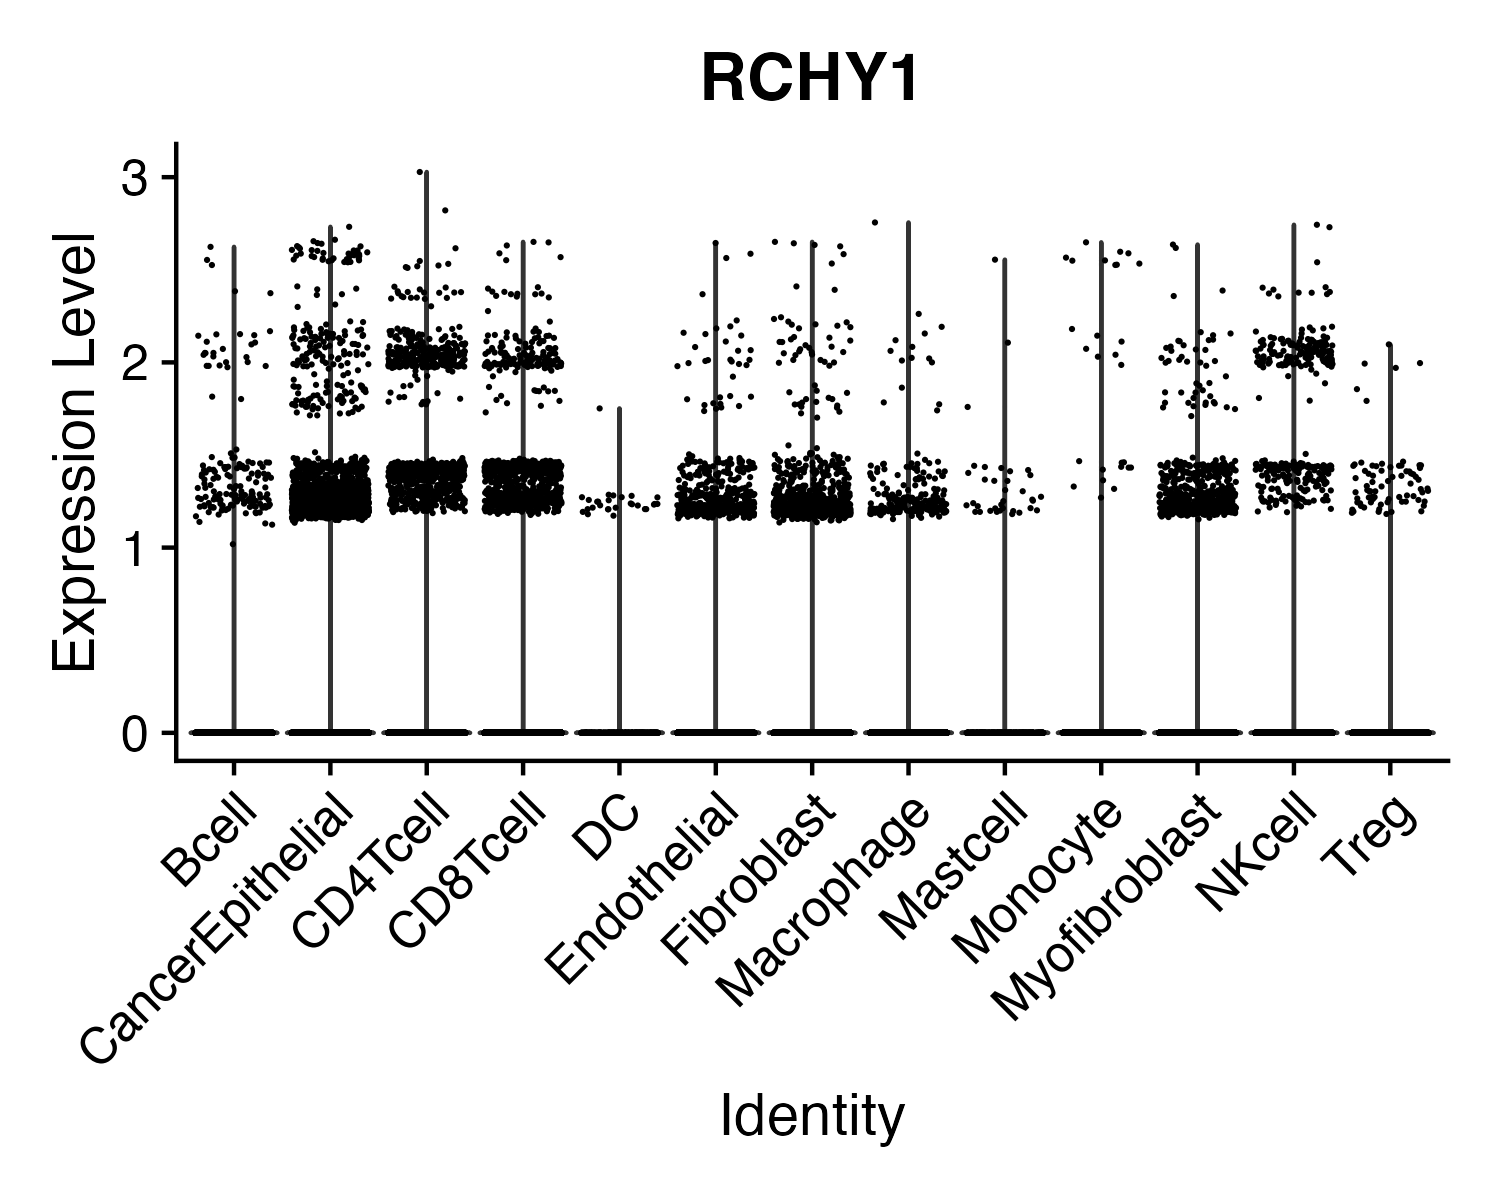 RCHY1
Expression Level
3
2
1
0
Bcell
CancerEpithelial
CD4Tcell
CD8Tcell
DC
Endothelial
Fibroblast
Macrophage
Mastcell
Monocyte
Myofibroblast
NKcell
Treg
Identity